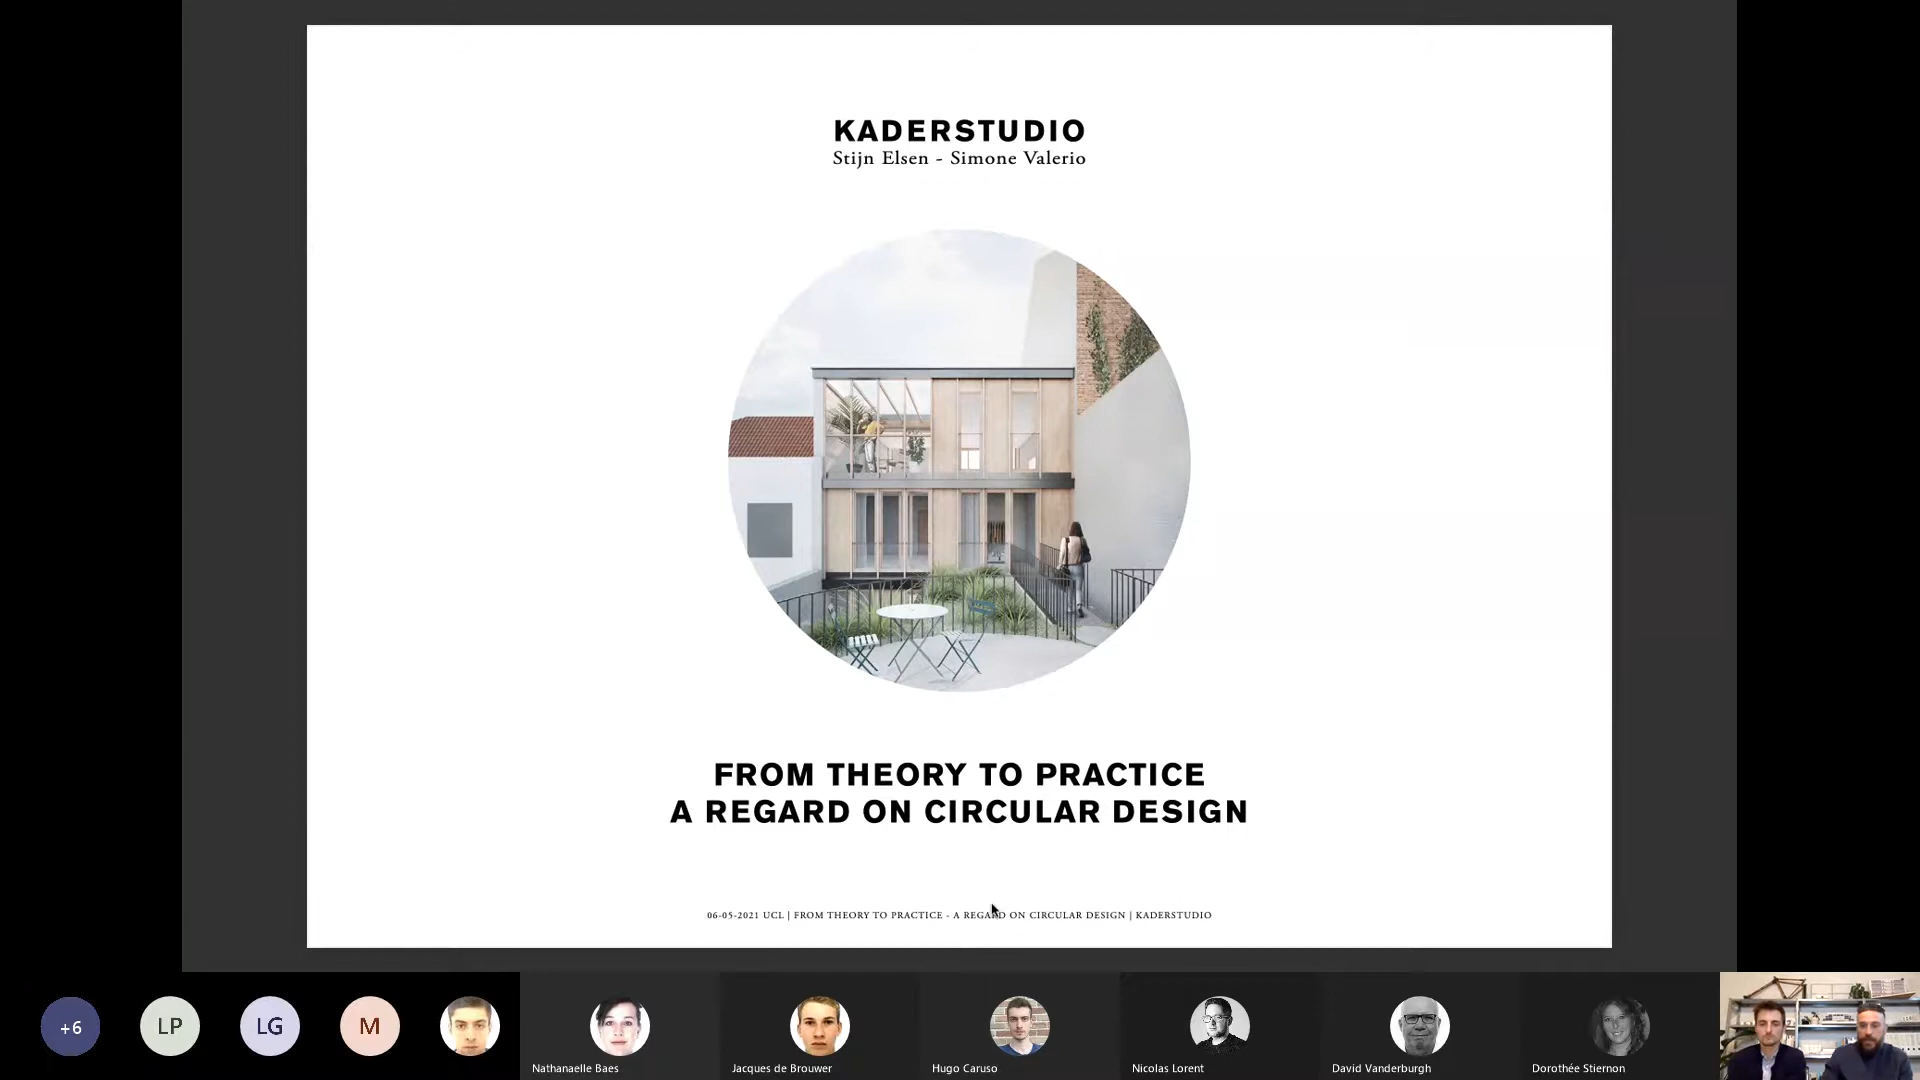 KADERSTUDIO
Stijn Elsen - Simone Valerio
FROM THEORY TO PRACTICE
A REGARD ON CIRCULAR DESIGN
06-05-2021 UCL | FROM THEORY TO PRACTICE - A REGARD ON CIRCULAR DESIGN | KADERSTUDIO
+6
LP
LG
M
Nathanaelle Baes
Jacques de Brouwer
Hugo Caruso
Nicolas Lorent
David Vanderburgh
Dorothée Stiernon